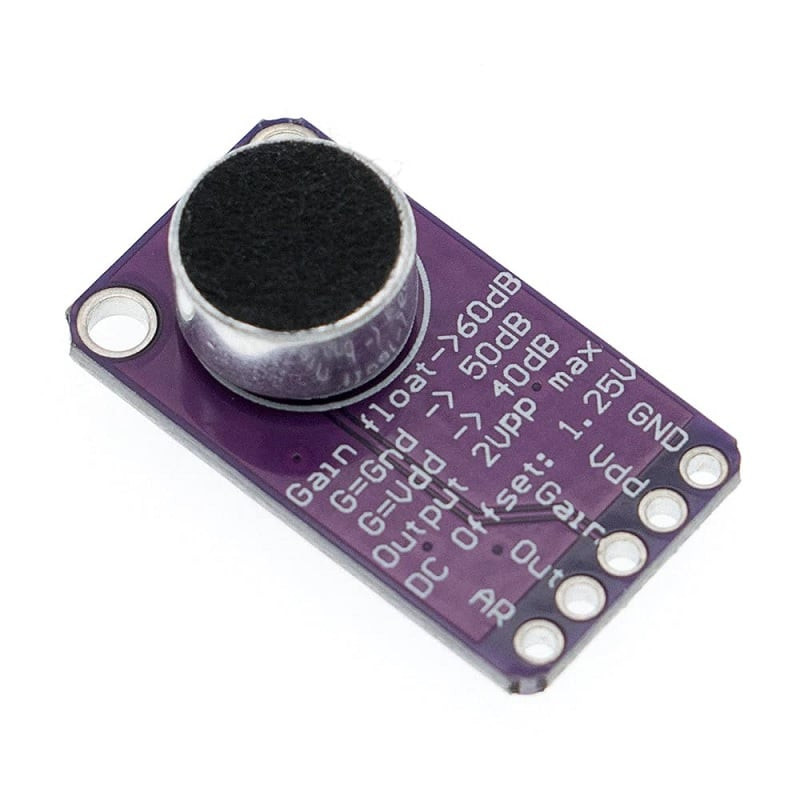 Gain float->60dB
G=Gnd -> 50dB
G=Vdd -> 40dB
Output 2Vpp max
DC Offset: 1.25V
GND
Vdd
Gain
Out
AR